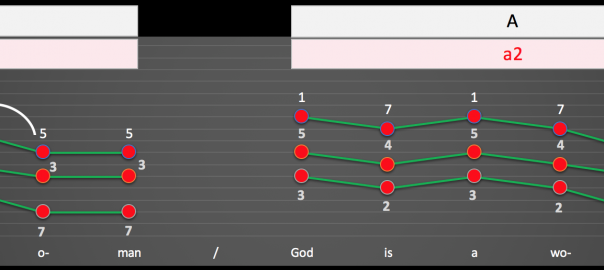 A
a2
1 7 1 7
5 5 5 4 5 4
3 3 3 2 3 2
7 7
o- man / God is a wo-